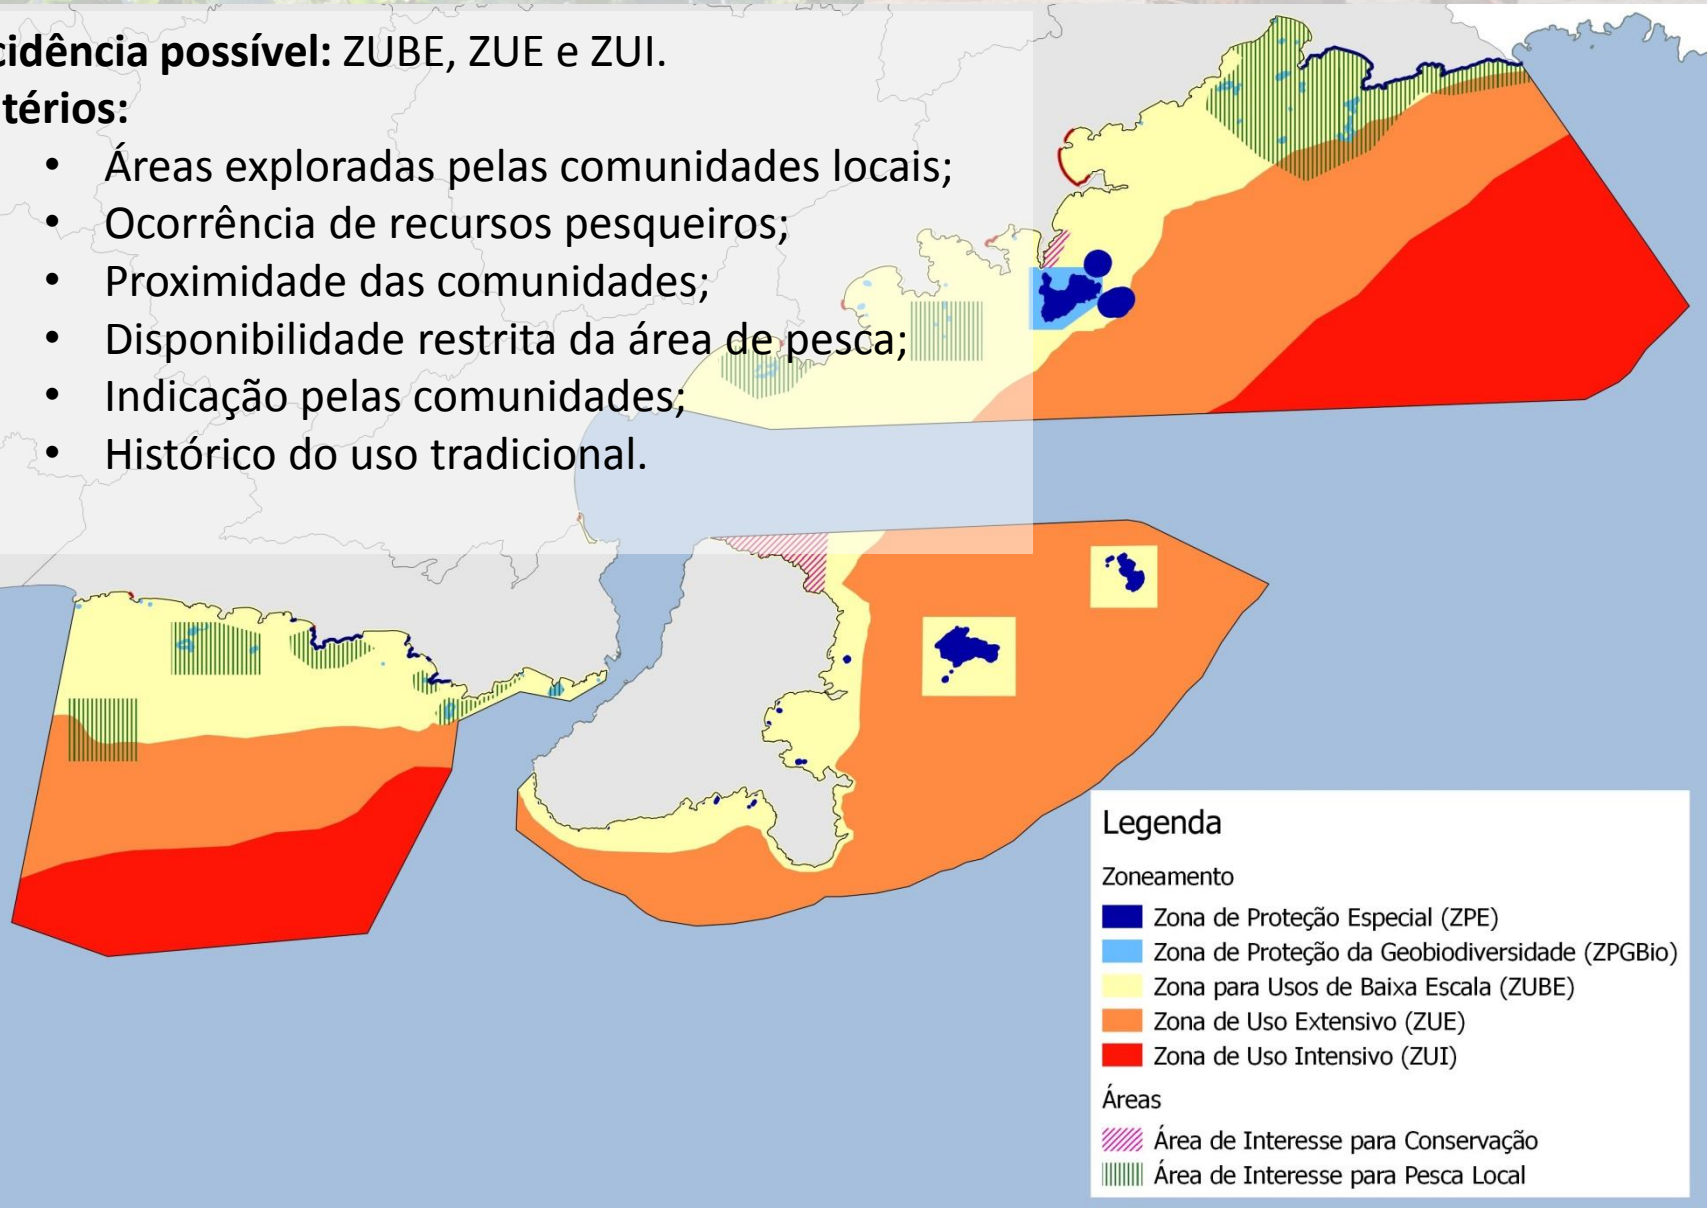 cidência possível: ZUBE, ZUE e ZUI.
térios:
• Áreas exploradas pelas comunidades locais;
• Ocorrência de recursos pesqueiros;
• Proximidade das comunidades;
• Disponibilidade restrita da área de pesca;
• Indicação pelas comunidades;
• Histórico do uso tradicional.
Legenda
Zoneamento
Zona de Proteção Especial (ZPE)
Zona de Proteção da Geobiodiversidade (ZPGBio)
Zona para Usos de Baixa Escala (ZUBE)
Zona de Uso Extensivo (ZUE)
Zona de Uso Intensivo (ZUI)
Áreas
Área de Interesse para Conservação
Área de Interesse para Pesca Local